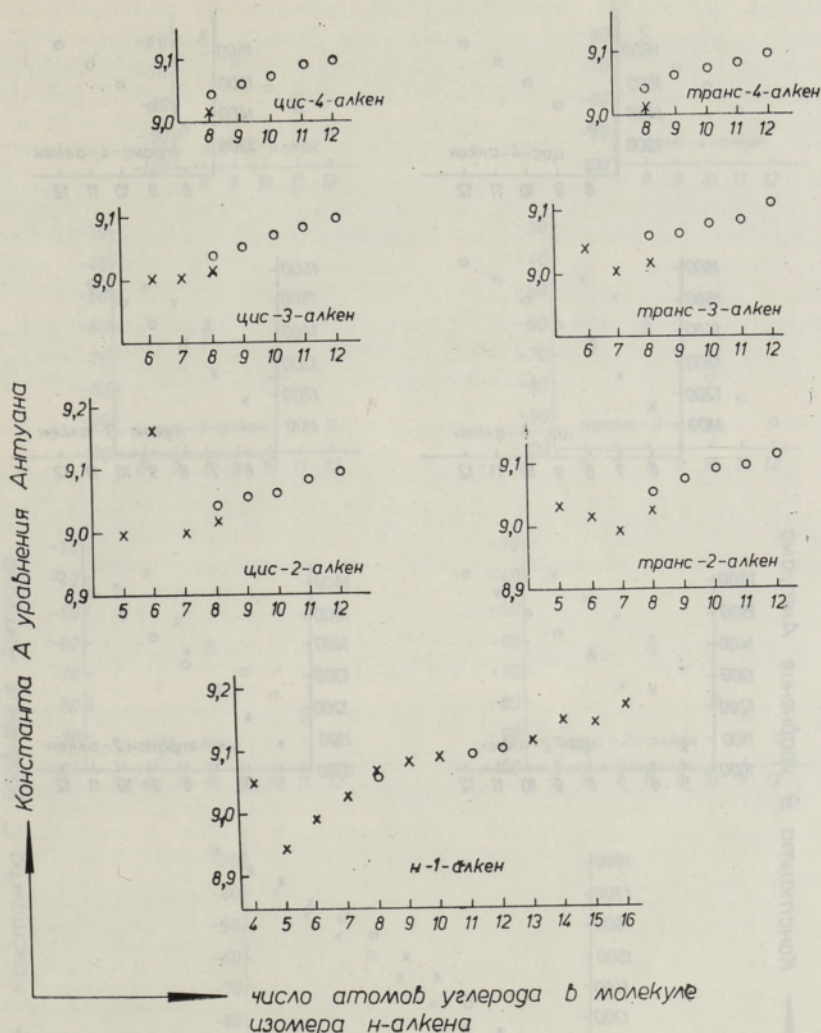 9,1
9,0
8 9 10 11 12
цис-4-алкен
9,1
9,0
8 9 10 11 12
транс-4-алкен
9,1
9,0
6 7 8 9 10 11 12
цис-3-алкен
9,1
9,0
6 7 8 9 10 11 12
транс-3-алкен
9,2
9,1
9,0
8,9
5 6 7 8 9 10 11 12
цис-2-алкен
9,1
9,0
8,9
5 6 7 8 9 10 11 12
транс-2-алкен
9,2
9,1
9,0
8,9
4 5 6 7 8 9 10 11 12 13 14 15 16
н-1-алкен
Константа А уравнения Антуана
число атомов углерода в молекуле
изомера н-алкена